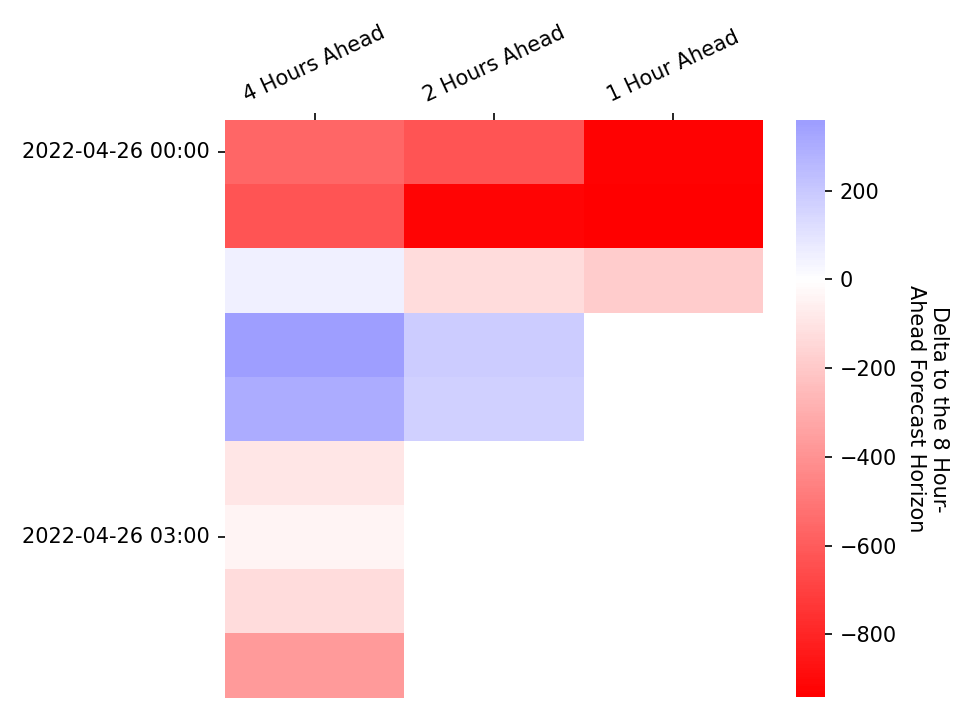 4 Hours Ahead
2 Hours Ahead
1 Hour Ahead
2022-04-26 00:00
2022-04-26 03:00
200
0
−200
−400
−600
−800
Delta to the 8 Hour-
Ahead Forecast Horizon